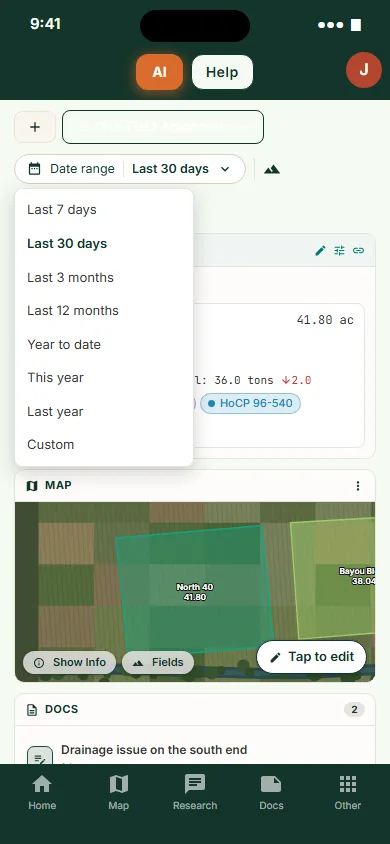 9:41
AI
Help
J
+
Date range
Last 30 days
Last 7 days
Last 30 days
Last 3 months
Last 12 months
Year to date
This year
Last year
Custom
41.80 ac
l: 36.0 tons ↓2.0
HoCP 96-540
MAP
North 40
41.80
Bayou Bl
38.04
Show Info
Fields
Tap to edit
DOCS
2
Drainage issue on the south end
Home
Map
Research
Docs
Other